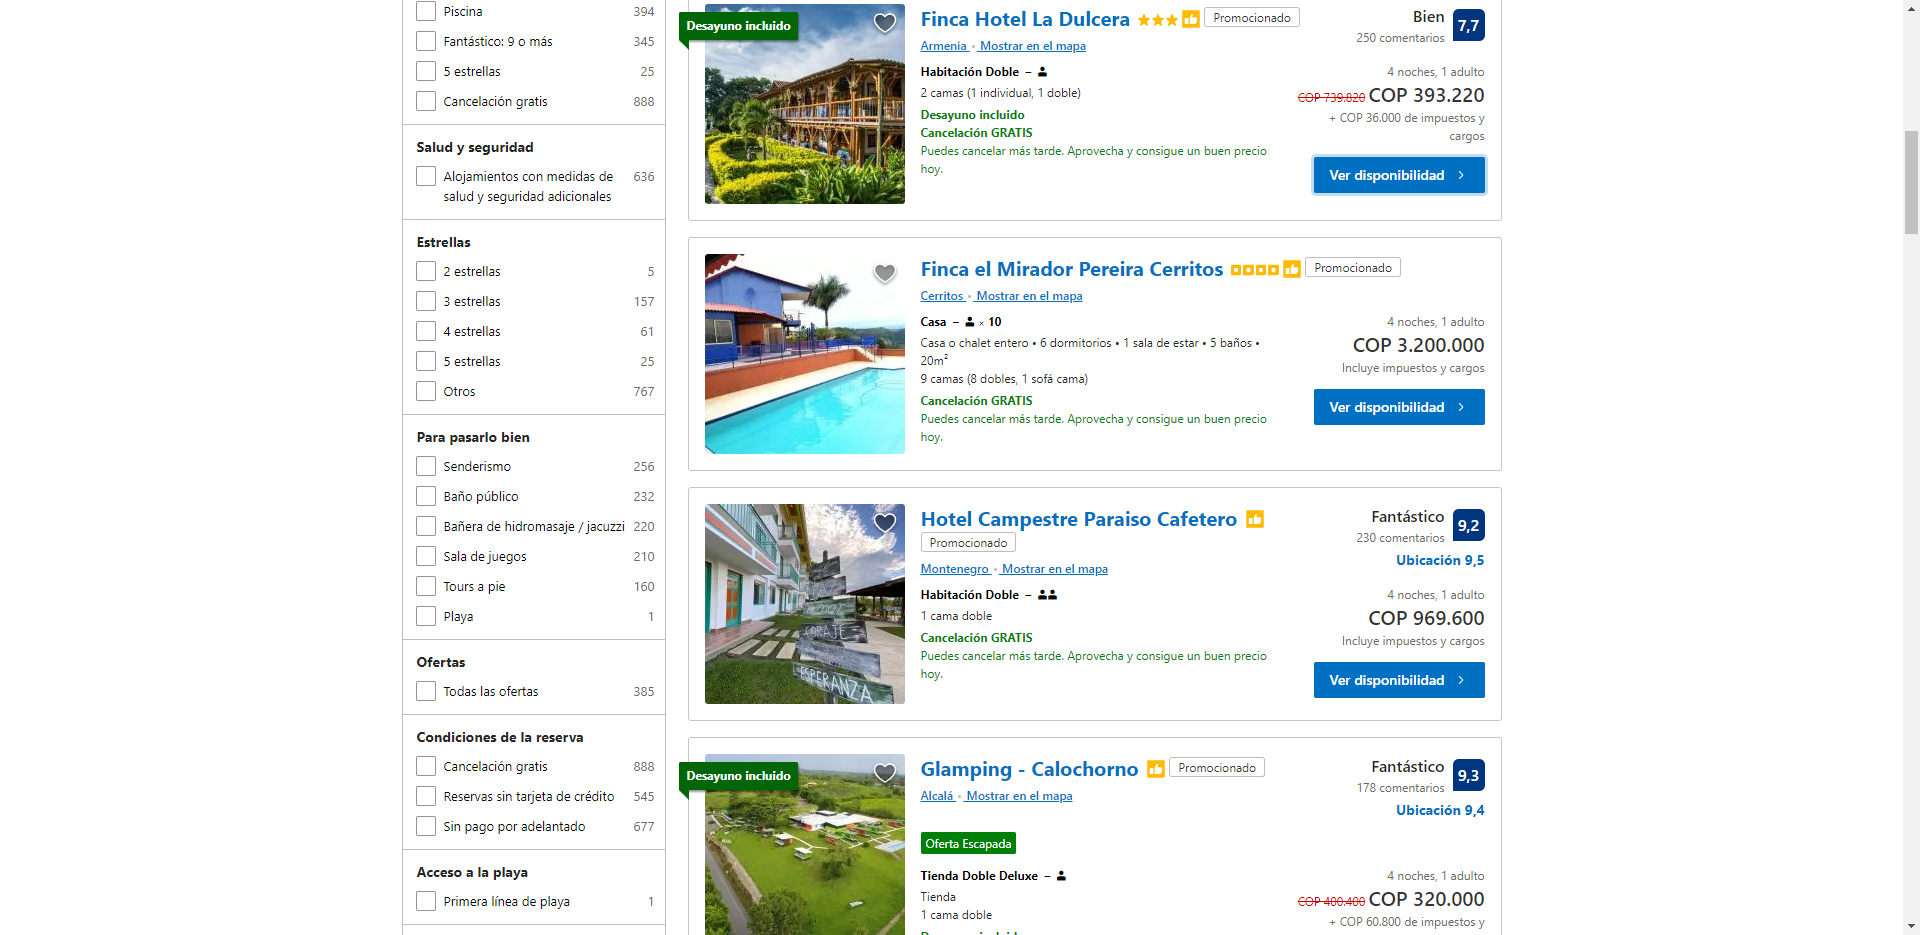 Piscina 394
Fantástico: 9 o más 345
5 estrellas 25
Cancelación gratis 888
Salud y seguridad
Alojamientos con medidas de 636
salud y seguridad adicionales
Estrellas
2 estrellas 5
3 estrellas 157
4 estrellas 61
5 estrellas 25
Otros 767
Para pasarlo bien
Senderismo 256
Baño público 232
Bañera de hidromasaje / jacuzzi 220
Sala de juegos 210
Tours a pie 160
Playa 1
Ofertas
Todas las ofertas 385
Condiciones de la reserva
Cancelación gratis 888
Reservas sin tarjeta de crédito 545
Sin pago por adelantado 677
Acceso a la playa
Primera línea de playa 1
Desayuno incluido
Finca Hotel La Dulcera Promocionado
Armenia • Mostrar en el mapa
Habitación Doble –
2 camas (1 individual, 1 doble)
Desayuno incluido
Cancelación GRATIS
Puedes cancelar más tarde. Aprovecha y consigue un buen precio
hoy.
Bien 7,7
250 comentarios
4 noches, 1 adulto
COP 739.820 COP 393.220
+ COP 36.000 de impuestos y
cargos
Ver disponibilidad
Finca el Mirador Pereira Cerritos Promocionado
Cerritos • Mostrar en el mapa
Casa – × 10
Casa o chalet entero • 6 dormitorios • 1 sala de estar • 5 baños •
20m²
9 camas (8 dobles, 1 sofá cama)
Cancelación GRATIS
Puedes cancelar más tarde. Aprovecha y consigue un buen precio
hoy.
4 noches, 1 adulto
COP 3.200.000
Incluye impuestos y cargos
Ver disponibilidad
CORAJE
ESPERANZA
Hotel Campestre Paraiso Cafetero
Promocionado
Montenegro • Mostrar en el mapa
Habitación Doble –
1 cama doble
Cancelación GRATIS
Puedes cancelar más tarde. Aprovecha y consigue un buen precio
hoy.
Fantástico 9,2
230 comentarios
Ubicación 9,5
4 noches, 1 adulto
COP 969.600
Incluye impuestos y cargos
Ver disponibilidad
Desayuno incluido
Glamping - Calochorno Promocionado
Alcalá • Mostrar en el mapa
Oferta Escapada
Tienda Doble Deluxe –
Tienda
1 cama doble
Fantástico 9,3
178 comentarios
Ubicación 9,4
4 noches, 1 adulto
COP 400.400 COP 320.000
+ COP 60.800 de impuestos y